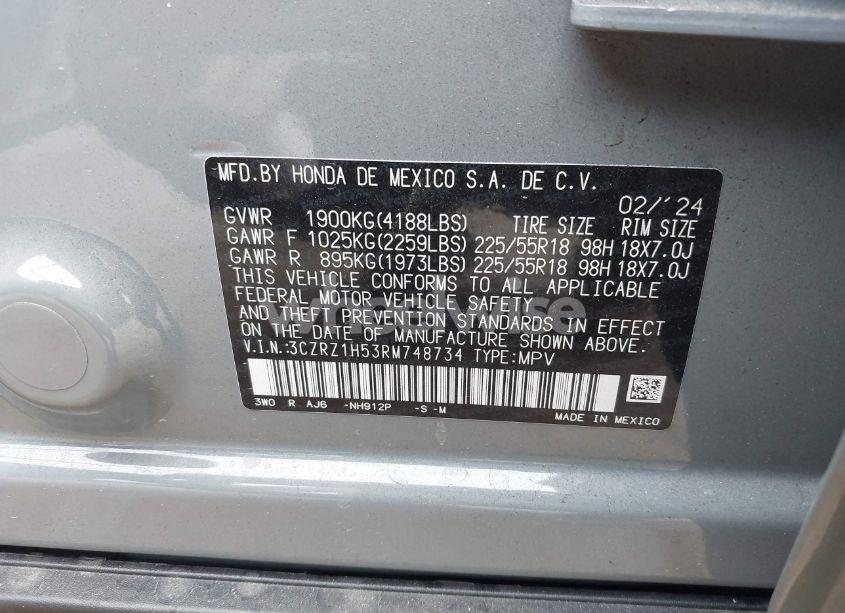 MFD.BY HONDA DE MEXICO S.A. DE C.V.
02/'24
GVWR 1900KG(4188LBS) TIRE SIZE RIM SIZE
GAWR F 1025KG(2259LBS) 225/55R18 98H 18X7.0J
GAWR R 895KG(1973LBS) 225/55R18 98H 18X7.0J
THIS VEHICLE CONFORMS TO ALL APPLICABLE
FEDERAL MOTOR VEHICLE SAFETY
AND THEFT PREVENTION STANDARDS IN EFFECT
ON THE DATE OF MANUFACTURE SHOWN ABOVE.
V.I.N.:3CZRZ1H53RM748734 TYPE:MPV
3W0 R AJ6 -NH912P -S -M
MADE IN MEXICO